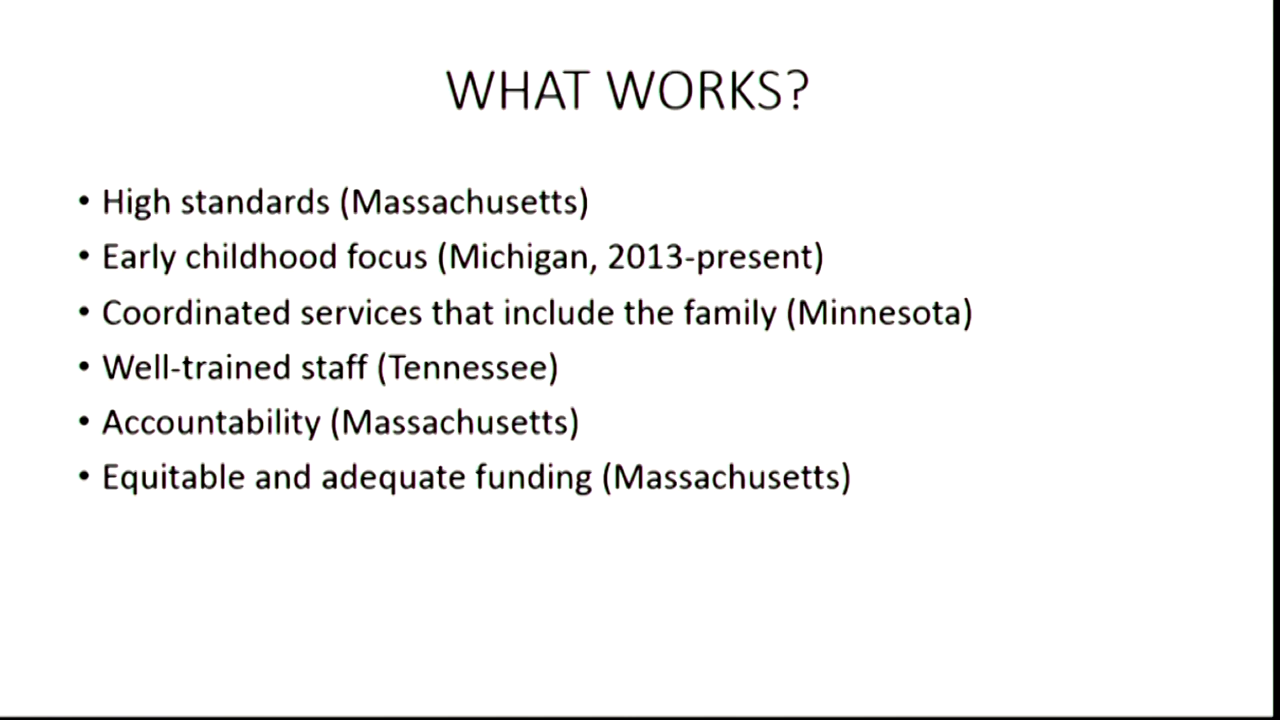 WHAT WORKS?
• High standards (Massachusetts)
• Early childhood focus (Michigan, 2013-present)
• Coordinated services that include the family (Minnesota)
• Well-trained staff (Tennessee)
• Accountability (Massachusetts)
• Equitable and adequate funding (Massachusetts)